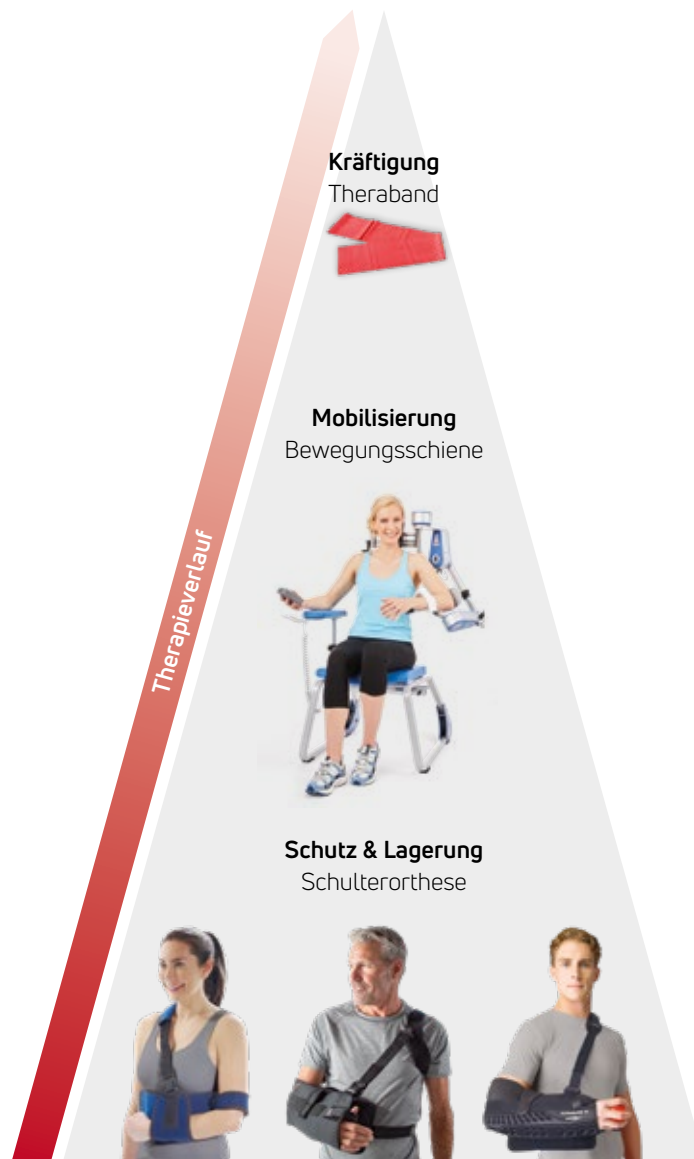 Kräftigung
Theraband
Mobilisierung
Bewegungsschiene
Therapieverlauf
Schutz & Lagerung
Schulterorthese